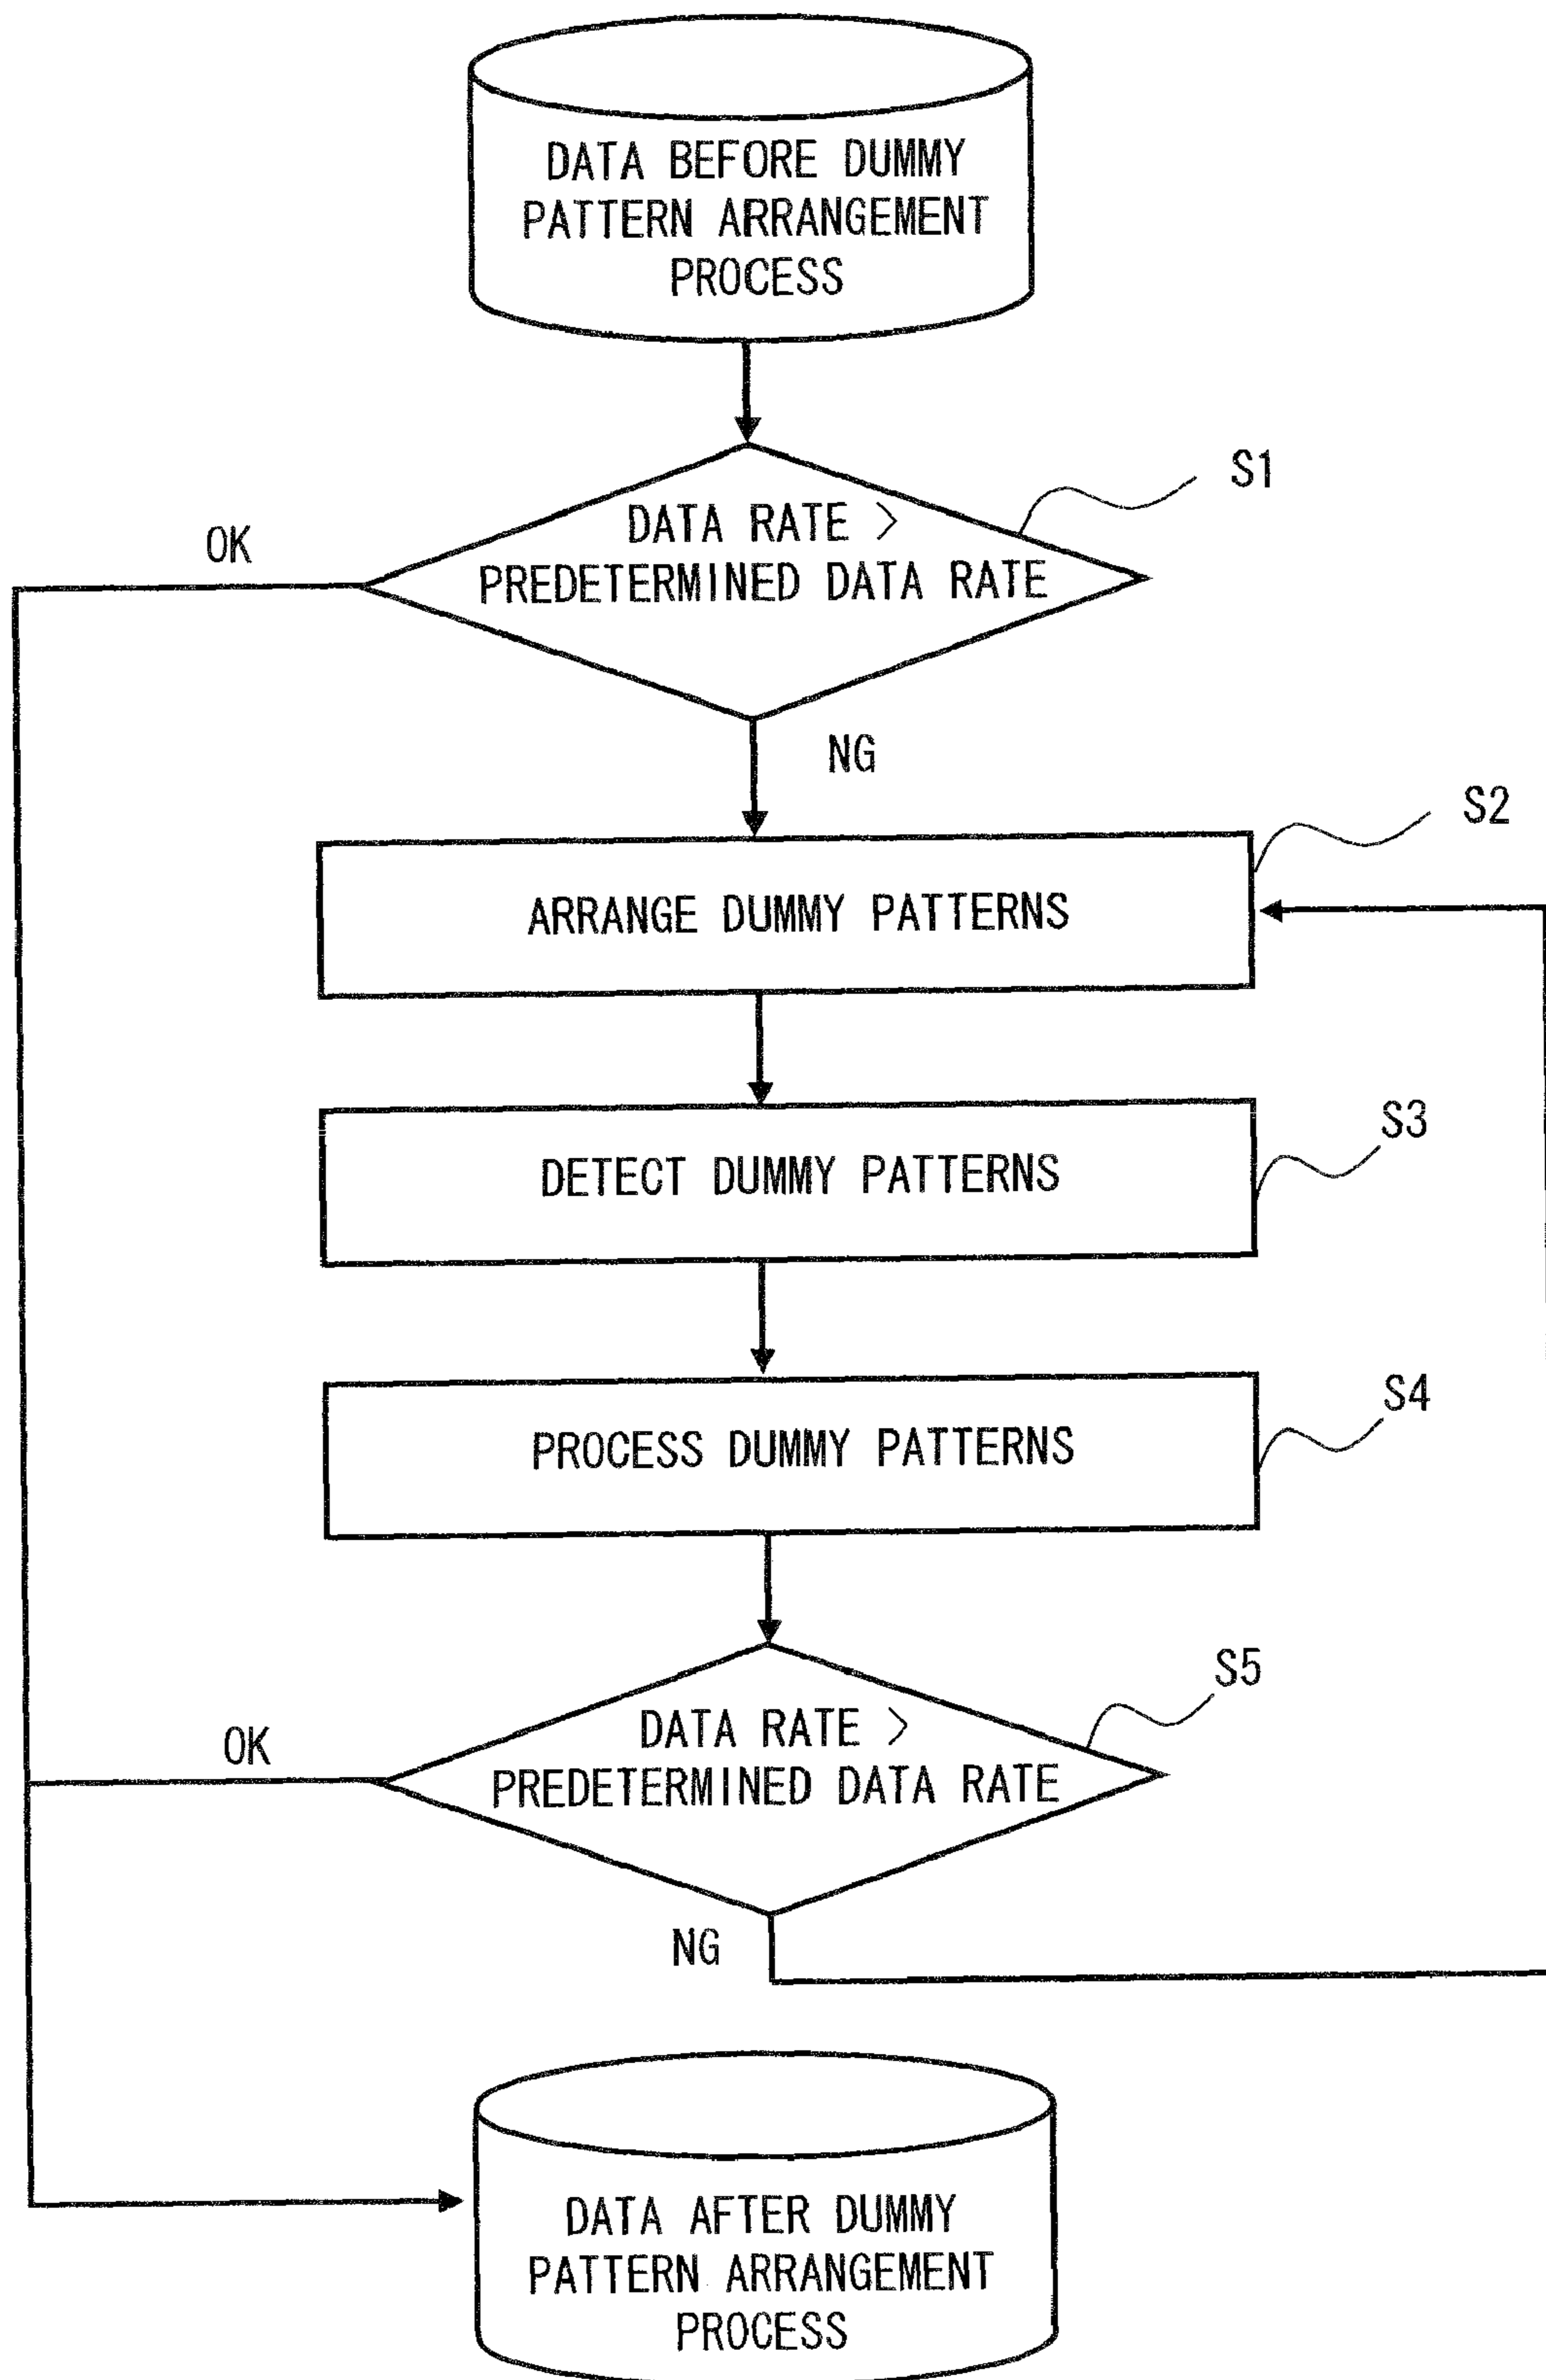 DATA BEFORE DUMMY
PATTERN ARRANGEMENT
PROCESS
S1
DATA RATE >
PREDETERMINED DATA RATE
OK
NG
S2
ARRANGE DUMMY PATTERNS
S3
DETECT DUMMY PATTERNS
S4
PROCESS DUMMY PATTERNS
S5
DATA RATE >
PREDETERMINED DATA RATE
OK
NG
DATA AFTER DUMMY
PATTERN ARRANGEMENT
PROCESS